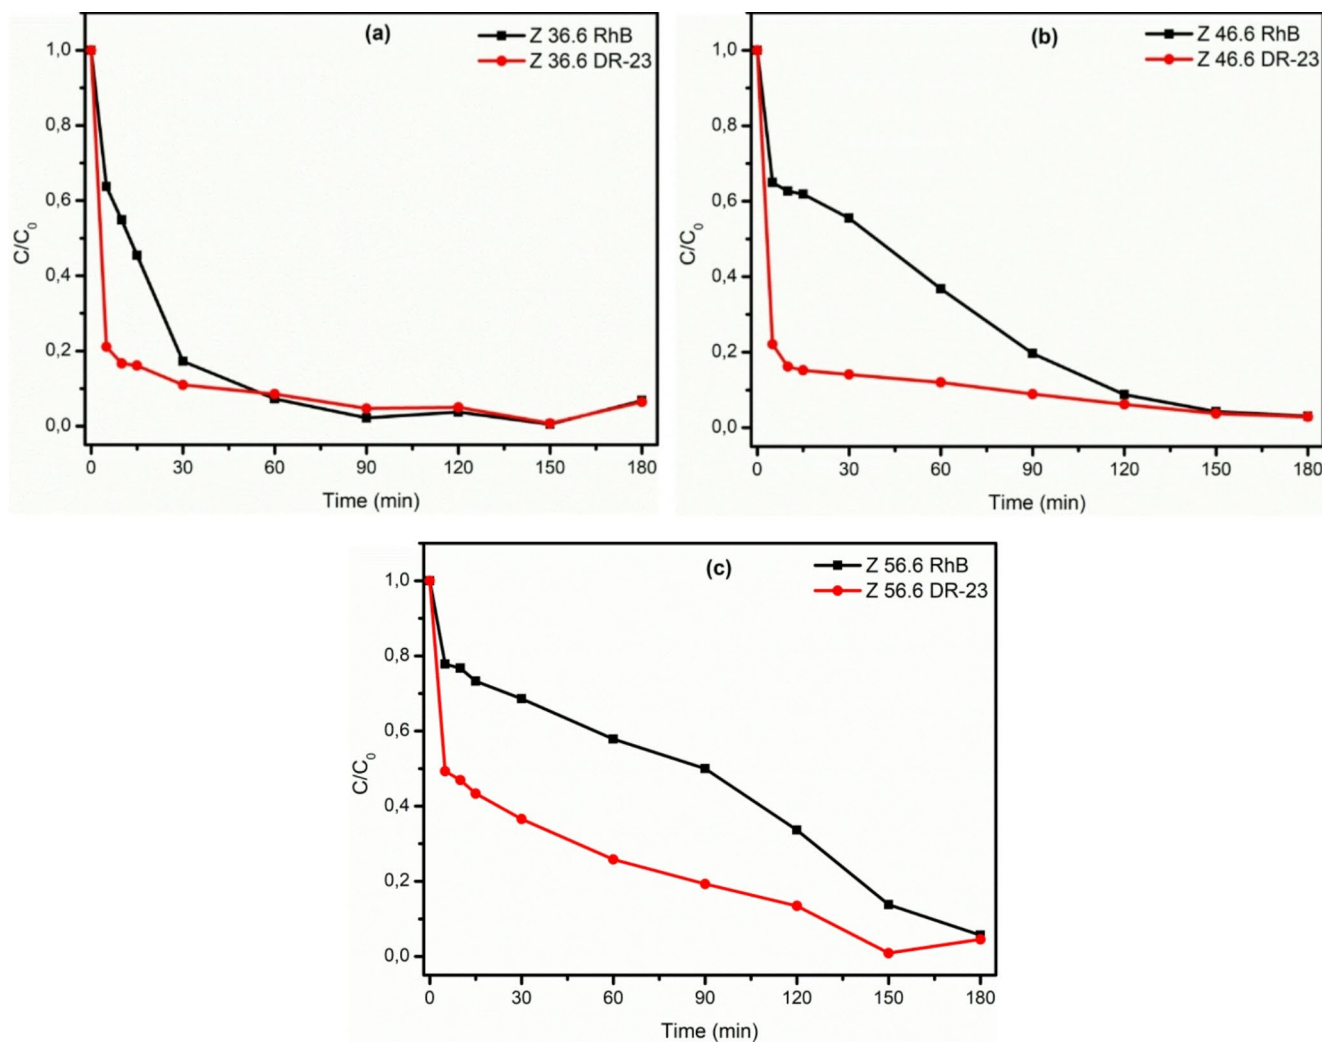 (a)
Z 36.6 RhB
Z 36.6 DR-23
1,0
0,8
0,6
0,4
0,2
0,0
C/C0
0 30 60 90 120 150 180
Time (min)
(b)
Z 46.6 RhB
Z 46.6 DR-23
1,0
0,8
0,6
0,4
0,2
0,0
C/C0
0 30 60 90 120 150 180
Time (min)
(c)
Z 56.6 RhB
Z 56.6 DR-23
1,0
0,8
0,6
0,4
0,2
0,0
C/C0
0 30 60 90 120 150 180
Time (min)